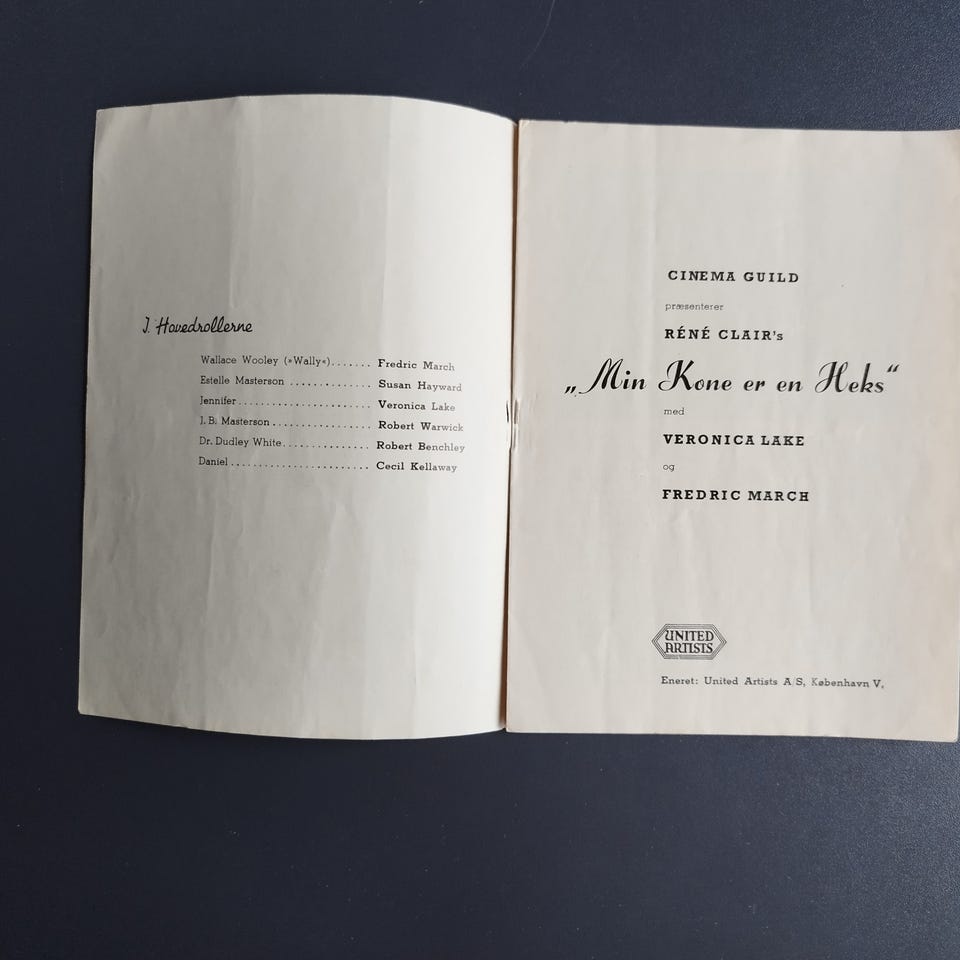 J. Hovedrollerne
Wallace Wooley (»Wally«)....... Fredric March
Estelle Masterson ............. Susan Hayward
Jennifer...................... Veronica Lake
J. B. Masterson................. Robert Warwick
Dr. Dudley White.............. Robert Benchley
Daniel....................... Cecil Kellaway
CINEMA GUILD
præsenterer
RÉNÉ CLAIR's
„Min Kone er en Heks“
med
VERONICA LAKE
og
FREDRIC MARCH
UNITED
ARTISTS
Eneret: United Artists A/S, København V.